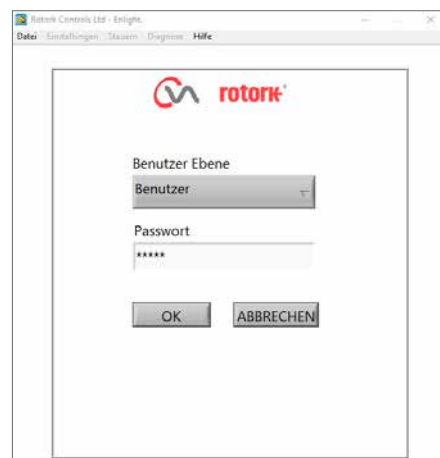 Rotork Controls Ltd - Enlight.
Datei Einstellungen Steuern Diagnose Hilfe
rotork®
Benutzer Ebene
Benutzer
Passwort
*****
OK ABBRECHEN